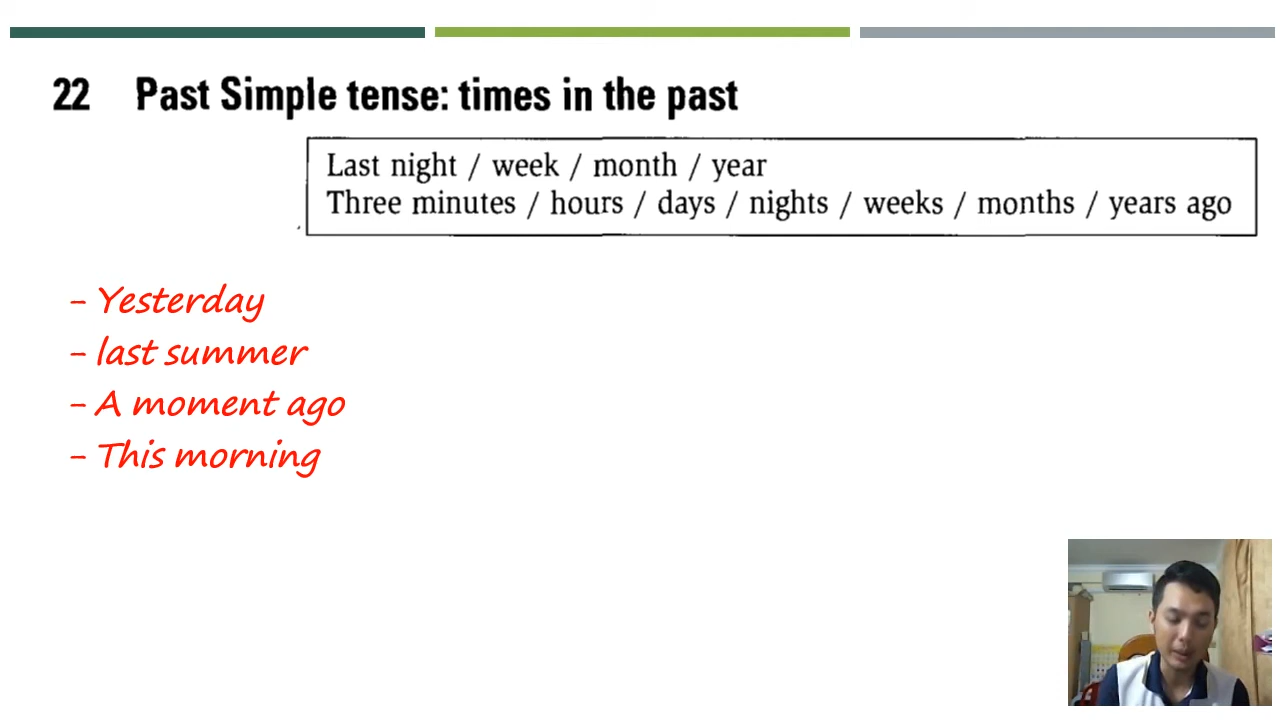 22 Past Simple tense: times in the past
Last night / week / month / year
Three minutes / hours / days / nights / weeks / months / years ago
- Yesterday
- last summer
- A moment ago
- This morning